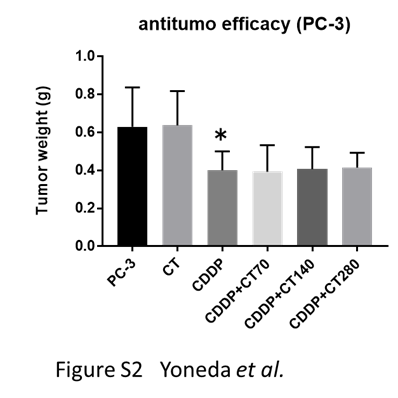 antitumo efficacy (PC-3)
Tumor weight (g)
1.0
0.8
0.6
0.4
0.2
0.0
*
PC-3
CT
CDDP
CDDP+CT70
CDDP+CT140
CDDP+CT280
Figure S2 Yoneda et al.